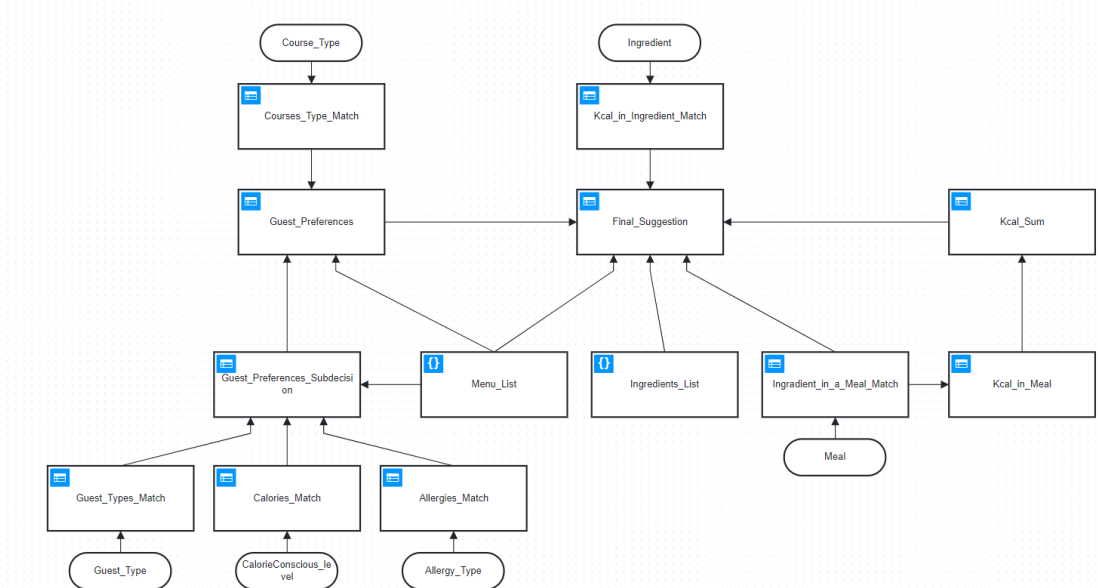 Course_Type
Ingredient
Courses_Type_Match
Kcal_in_Ingredient_Match
Guest_Preferences
Final_Suggestion
Kcal_Sum
Guest_Preferences_Subdecisi
on
{}
Menu_List
{}
Ingredients_List
Ingradient_in_a_Meal_Match
Kcal_in_Meal
Meal
Guest_Types_Match
Calories_Match
Allergies_Match
Guest_Type
CalorieConscious_le
vel
Allergy_Type